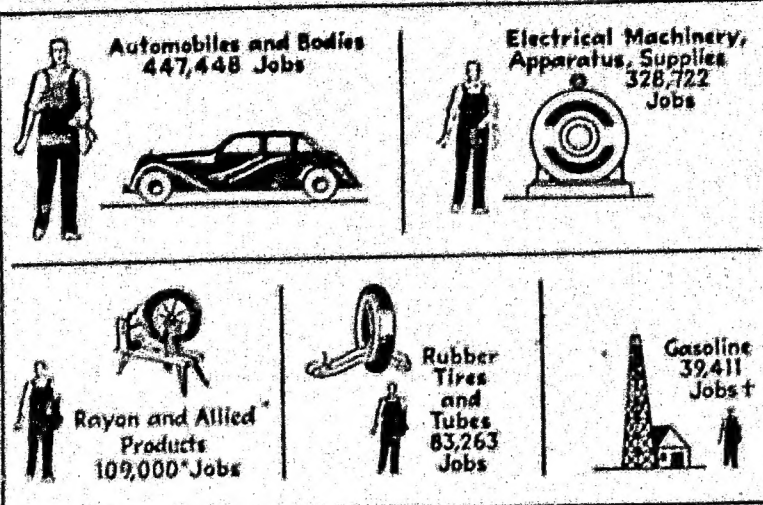 Automobiles and Bodies
447,448 Jobs
Electrical Machinery,
Apparatus, Supplies
328,722
Jobs
Rayon and Allied*
Products
109,000*Jobs
Rubber
Tires
and
Tubes
83,263
Jobs
Gasoline
39,411
Jobs†